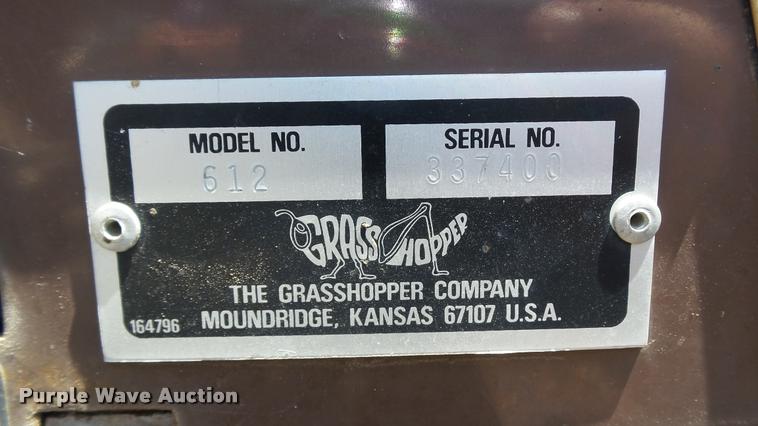 MODEL NO. SERIAL NO.
612 337400
GRASSHOPPER
THE GRASSHOPPER COMPANY
MOUNDRIDGE, KANSAS 67107 U.S.A.
164796
Purple Wave Auction